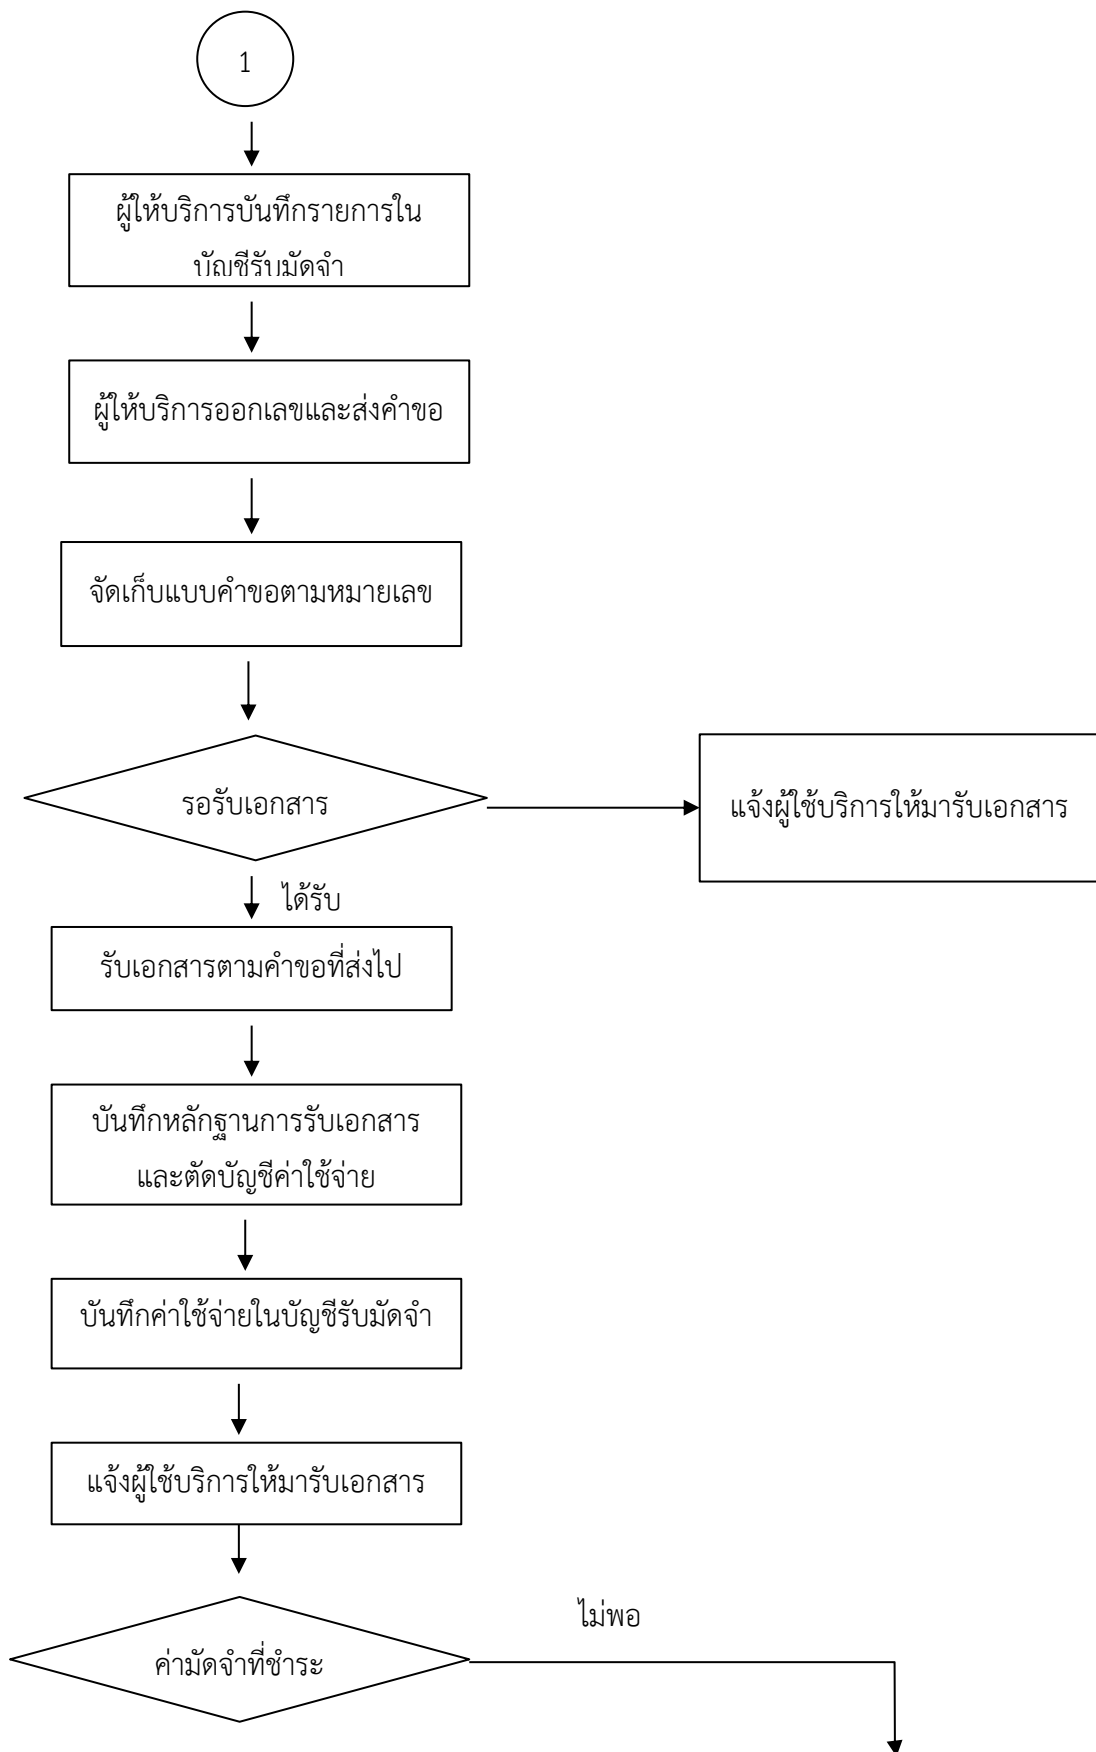 1
ผู้ให้บริการบันทึกรายการใน
บัญชีรับมัดจำ
ผู้ให้บริการออกเลขและส่งคำขอ
จัดเก็บแบบคำขอตามหมายเลข
รอรับเอกสาร
แจ้งผู้ใช้บริการให้มารับเอกสาร
ได้รับ
รับเอกสารตามคำขอที่ส่งไป
บันทึกหลักฐานการรับเอกสาร
และตัดบัญชีค่าใช้จ่าย
บันทึกค่าใช้จ่ายในบัญชีรับมัดจำ
แจ้งผู้ใช้บริการให้มารับเอกสาร
ไม่พอ
ค่ามัดจำที่ชำระ